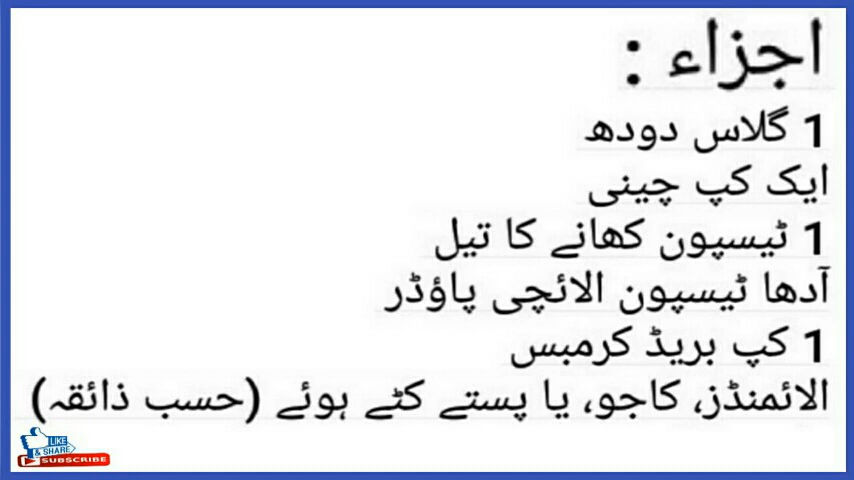 اجزاء :
1 گلاس دودھ
ایک کپ چینی
1 ٹیسپون کھانے کا تیل
آدھا ٹیسپون الائچی پاؤڈر
1 کپ بریڈ کرمبس
الائمنڈز، کاجو، یا پستے کٹے ہوئے (حسب ذائقہ)
LIKE
& SHARE
SUBSCRIBE